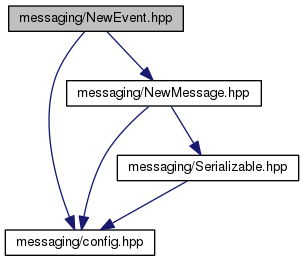 messaging/NewEvent.hpp
messaging/NewMessage.hpp
messaging/Serializable.hpp
messaging/config.hpp